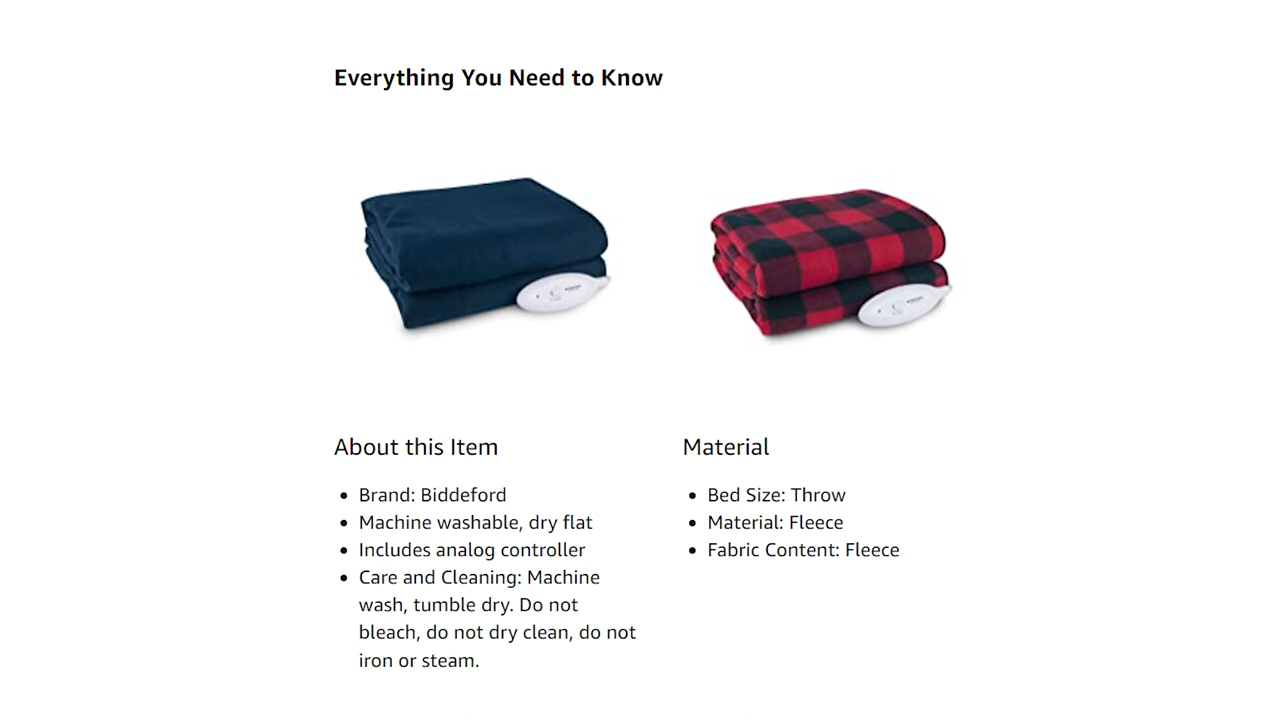 Everything You Need to Know
About this Item
• Brand: Biddeford
• Machine washable, dry flat
• Includes analog controller
• Care and Cleaning: Machine
wash, tumble dry. Do not
bleach, do not dry clean, do not
iron or steam.
Material
• Bed Size: Throw
• Material: Fleece
• Fabric Content: Fleece